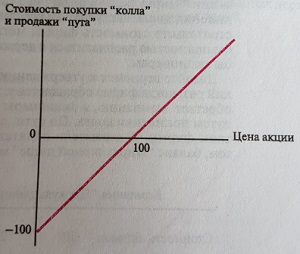 Стоимость покупки “колла”
и продажи “пута”
0
100
Цена акции
−100